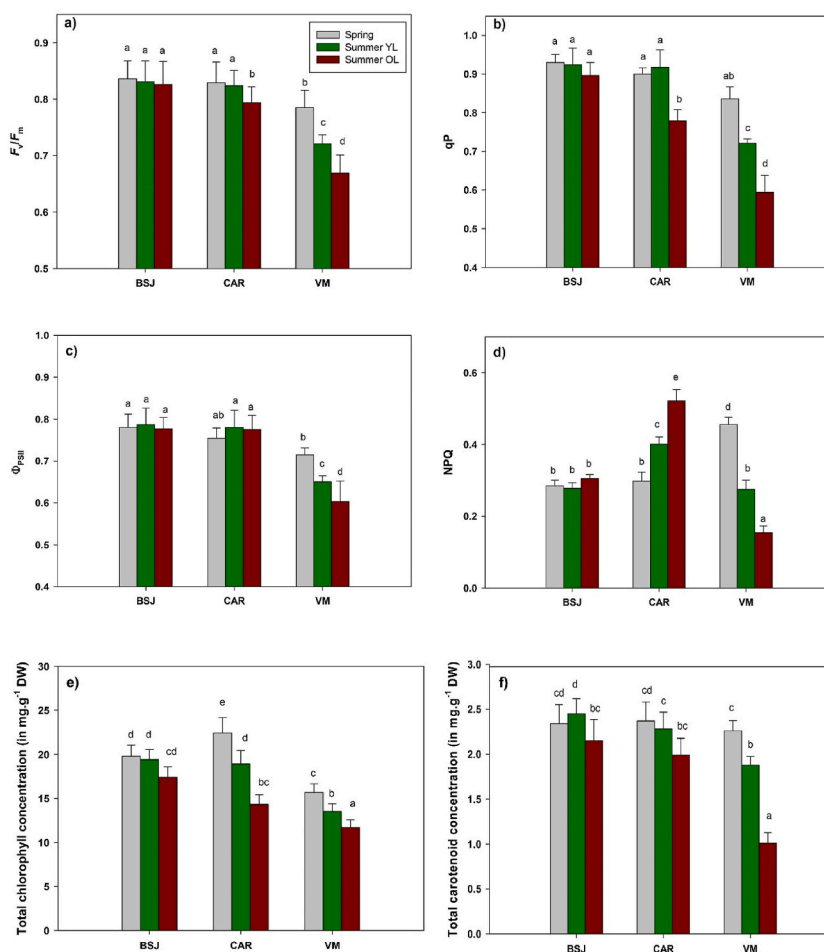 a)
0.9
0.8
0.7
0.6
0.5
Fv/Fm
a a a
a a b
b c d
Spring
Summer YL
Summer OL
BSJ CAR VM
b)
1.0
0.9
0.8
0.7
0.6
0.5
0.4
qP
a a a
a a b
ab c d
BSJ CAR VM
c)
1.0
0.9
0.8
0.7
0.6
0.5
0.4
ΦPSII
a a a
ab a a
b c d
BSJ CAR VM
d)
0.6
0.4
0.2
0.0
NPQ
b b b
b c e
d b a
BSJ CAR VM
e)
30
25
20
15
10
5
0
Total chlorophyll concentration (in mg.g-1 DW)
d d cd
e d bc
c b a
BSJ CAR VM
f)
3.0
2.5
2.0
1.5
1.0
0.5
0.0
Total carotenoid concentration (in mg.g-1 DW)
cd d bc
cd c bc
c b a
BSJ CAR VM